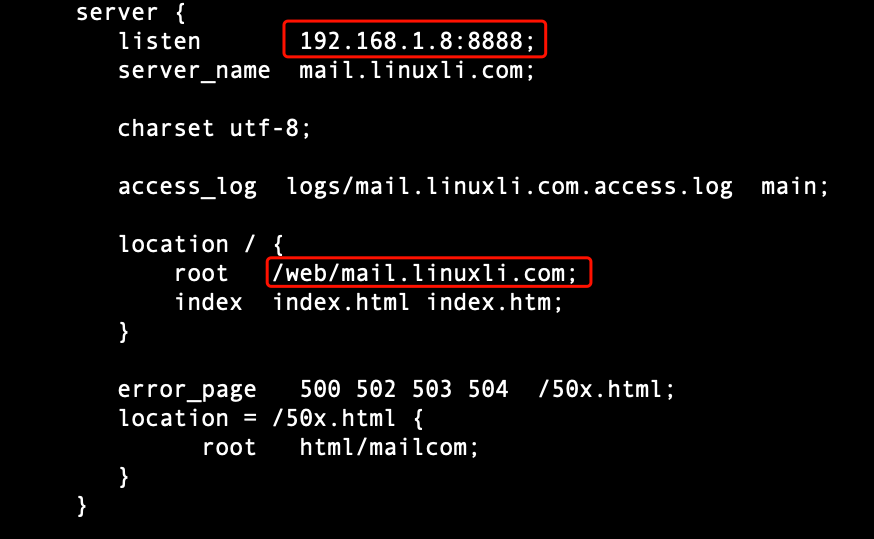 server {
listen 192.168.1.8:8888;
server_name mail.linuxli.com;
charset utf-8;
access_log logs/mail.linuxli.com.access.log main;
location / {
root /web/mail.linuxli.com;
index index.html index.htm;
}
error_page 500 502 503 504 /50x.html;
location = /50x.html {
root html/mailcom;
}
}